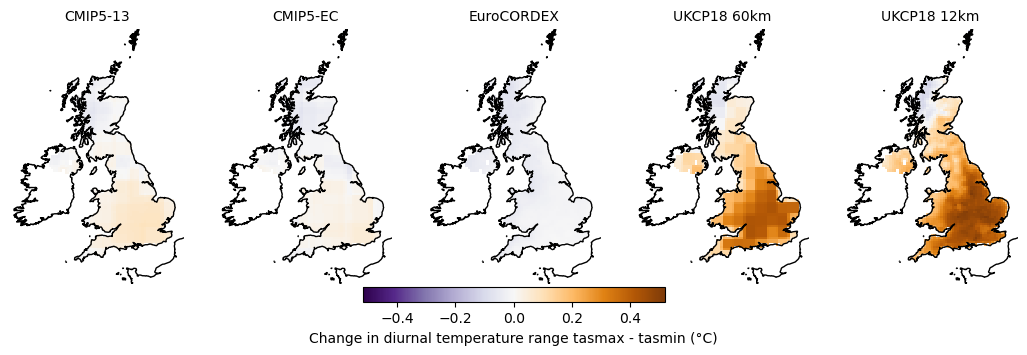 CMIP5-13 CMIP5-EC EuroCORDEX UKCP18 60km UKCP18 12km
−0.4 −0.2 0.0 0.2 0.4
Change in diurnal temperature range tasmax - tasmin (°C)